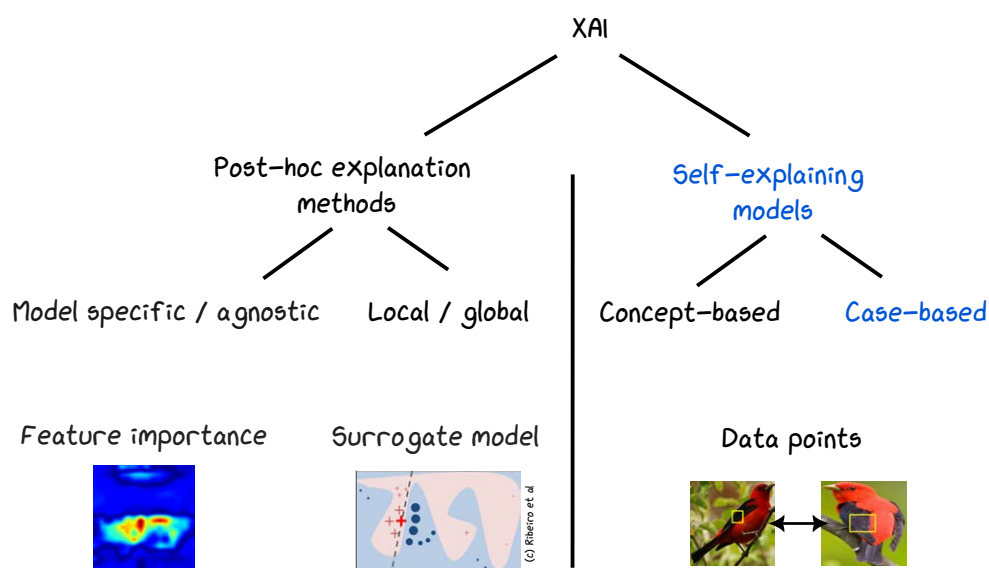 XAI
Post-hoc explanation
methods
Self-explaining
models
Model specific / agnostic
Local / global
Concept-based
Case-based
Feature importance
Surrogate model
Data points
(c) Ribeiro et al